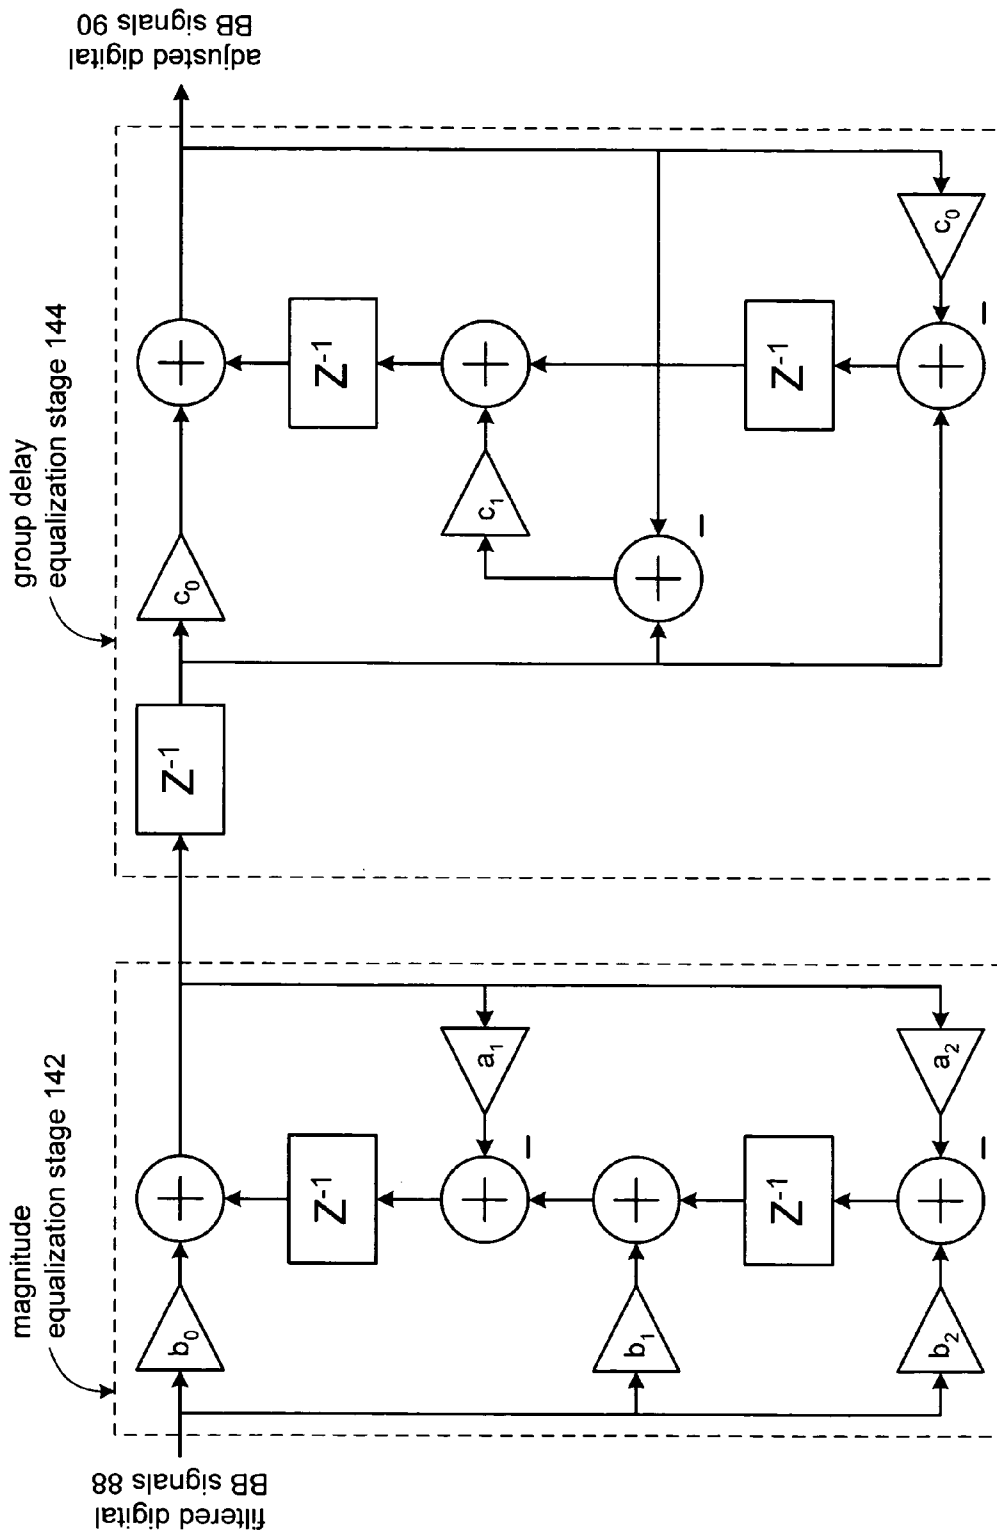 magnitude
equalization stage 142
group delay
equalization stage 144
filtered digital
BB signals 88
b₀
Z⁻¹
a₁
b₁
Z⁻¹
b₂
a₂
Z⁻¹
c₀
Z⁻¹
c₁
Z⁻¹
c₀
adjusted digital
BB signals 90